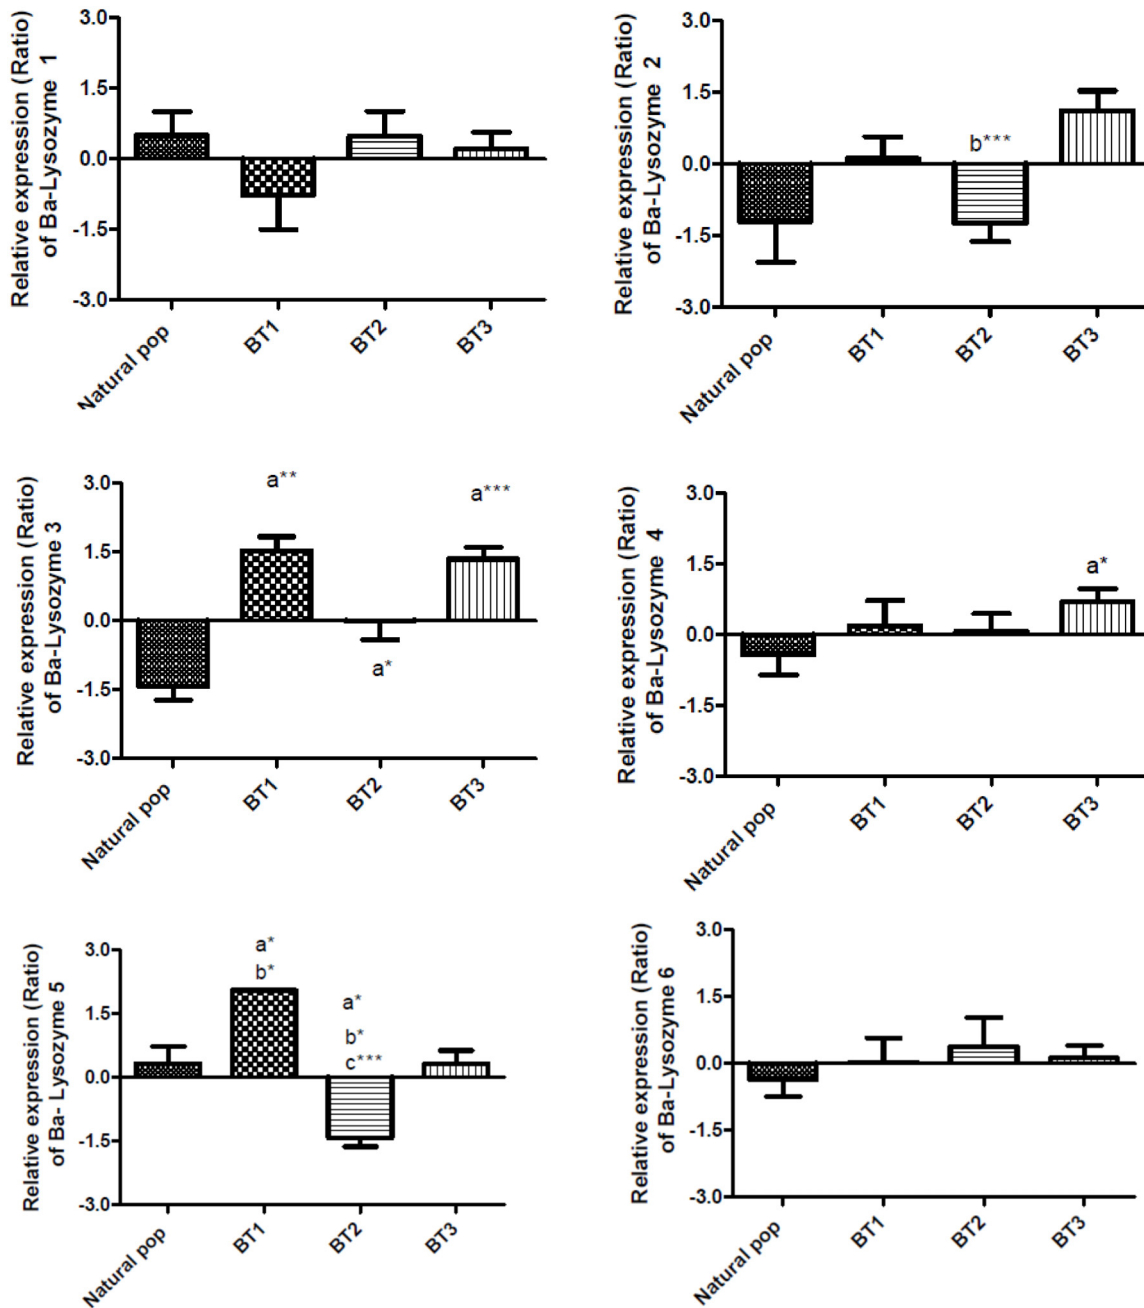 Relative expression (Ratio)
of Ba-Lysozyme 1
3.0
1.5
0.0
-1.5
-3.0
Natural pop
BT1
BT2
BT3
Relative expression (Ratio)
of Ba-Lysozyme 2
3.0
1.5
0.0
-1.5
-3.0
b***
Natural pop
BT1
BT2
BT3
Relative expression (Ratio)
of Ba-Lysozyme 3
3.0
1.5
0.0
-1.5
-3.0
a**
a*
a***
Natural pop
BT1
BT2
BT3
Relative expression (Ratio)
of Ba-Lysozyme 4
3.0
1.5
0.0
-1.5
-3.0
a*
Natural pop
BT1
BT2
BT3
Relative expression (Ratio)
of Ba- Lysozyme 5
3.0
1.5
0.0
-1.5
-3.0
a*
b*
a*
b*
c***
Natural pop
BT1
BT2
BT3
Relative expression (Ratio)
of Ba-Lysozyme 6
3.0
1.5
0.0
-1.5
-3.0
Natural pop
BT1
BT2
BT3